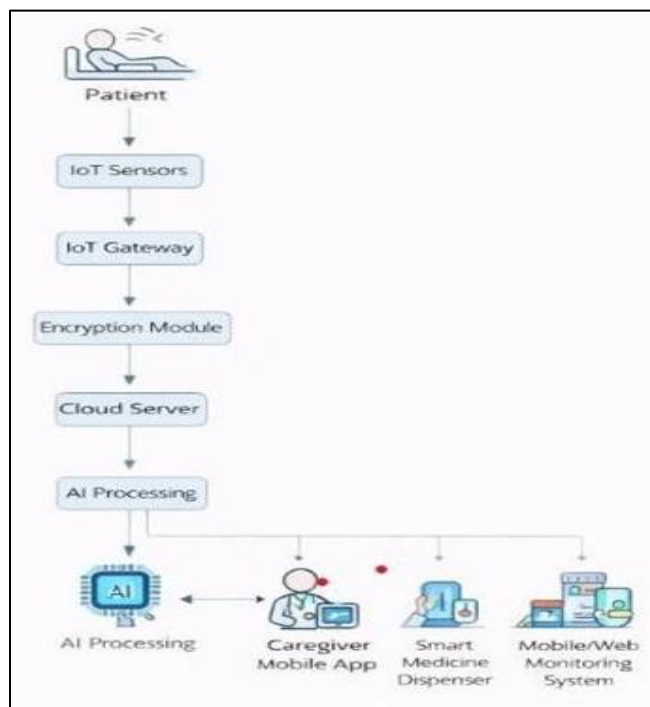 Patient
IoT Sensors
IoT Gateway
Encryption Module
Cloud Server
AI Processing
AI
AI Processing
Caregiver
Mobile App
Smart
Medicine
Dispenser
Mobile/Web
Monitoring
System